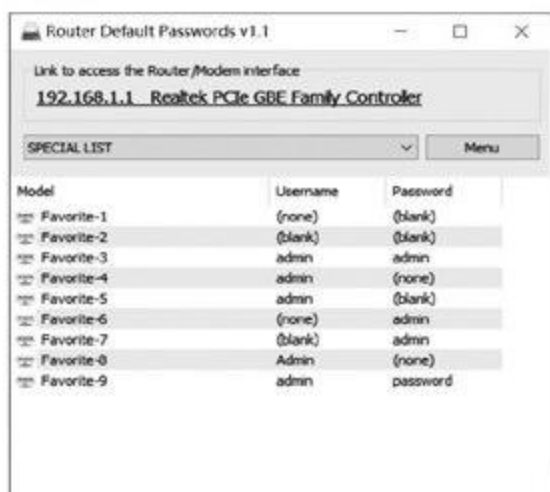 Router Default Passwords v1.1
Link to access the Router/Modem interface
192.168.1.1 Realtek PCIe GBE Family Controller
SPECIAL LIST Menu
Model Username Password
Favorite-1 (none) (blank)
Favorite-2 (blank) (blank)
Favorite-3 admin admin
Favorite-4 admin (none)
Favorite-5 admin (blank)
Favorite-6 (none) admin
Favorite-7 (blank) admin
Favorite-8 Admin (none)
Favorite-9 admin password